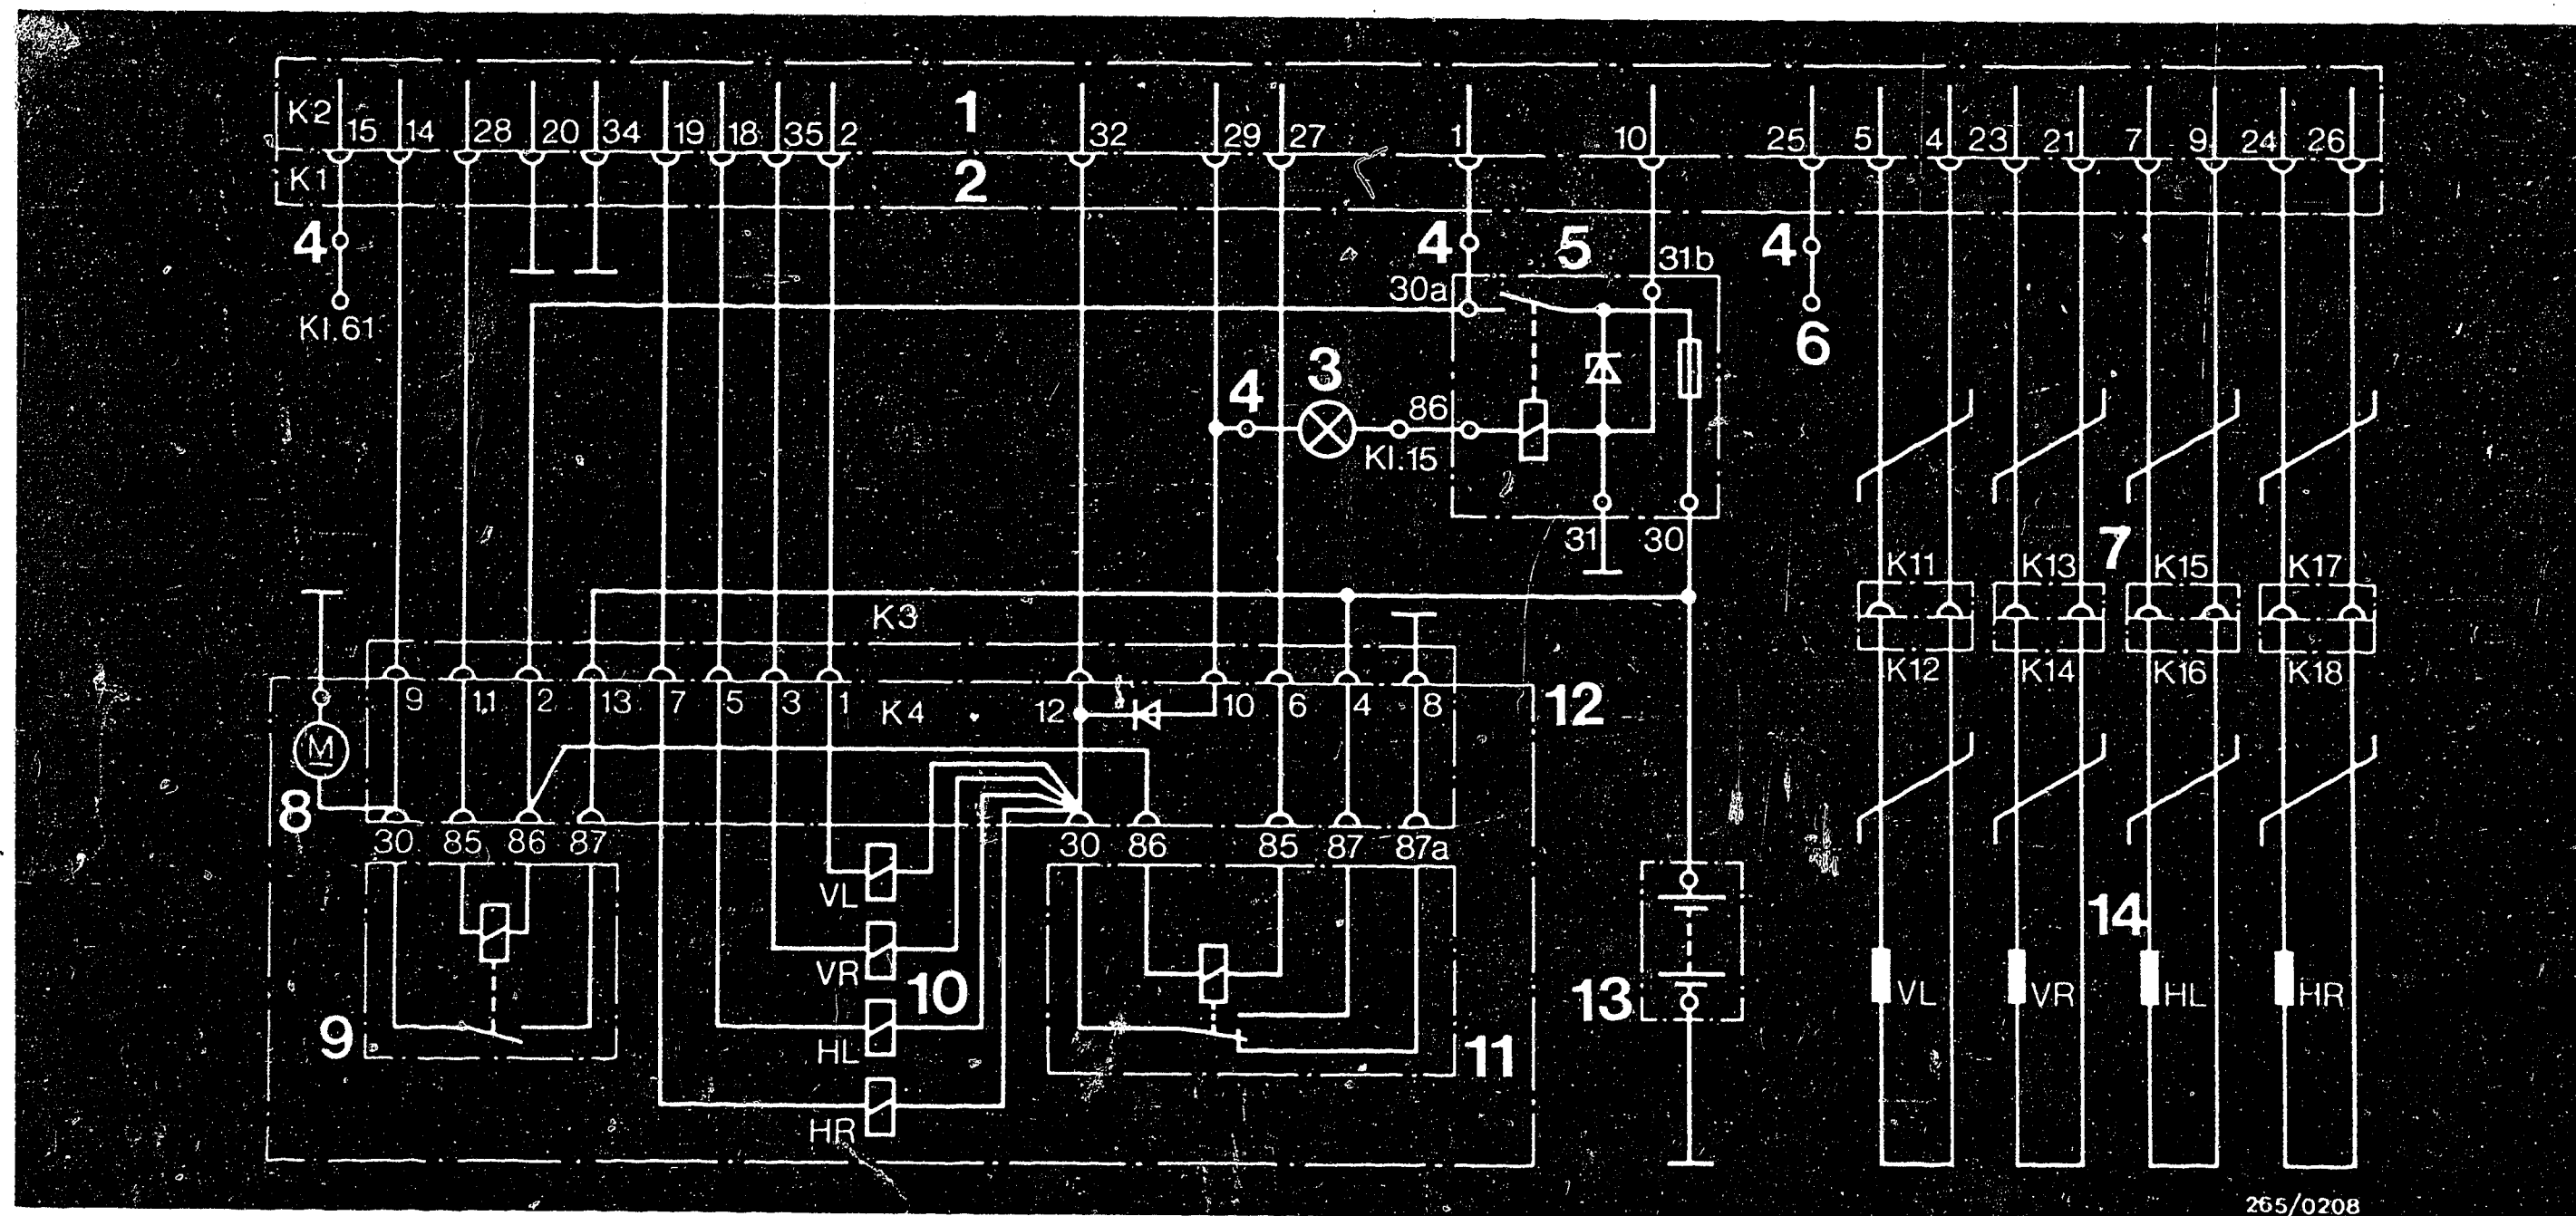 K2 15 14 28 20 34 19 18 35 2 1 32 29 27 1 10 25 5 4 23 21 7 9 24 26
K1 2
4 4 5 4
31b
30a
Kl.61 6
3
4 86
Kl.15
31 30 7
K11 K13 K15 K17
K3
K12 K14 K16 K18
9 11 2 13 7 5 3 1 K4 12 10 6 4 8 12
M
8
30 85 86 87 30 86 85 87 87a
VL
14
VR 10 13 VL VR HL HR
9 HL 11
HR
265/0208